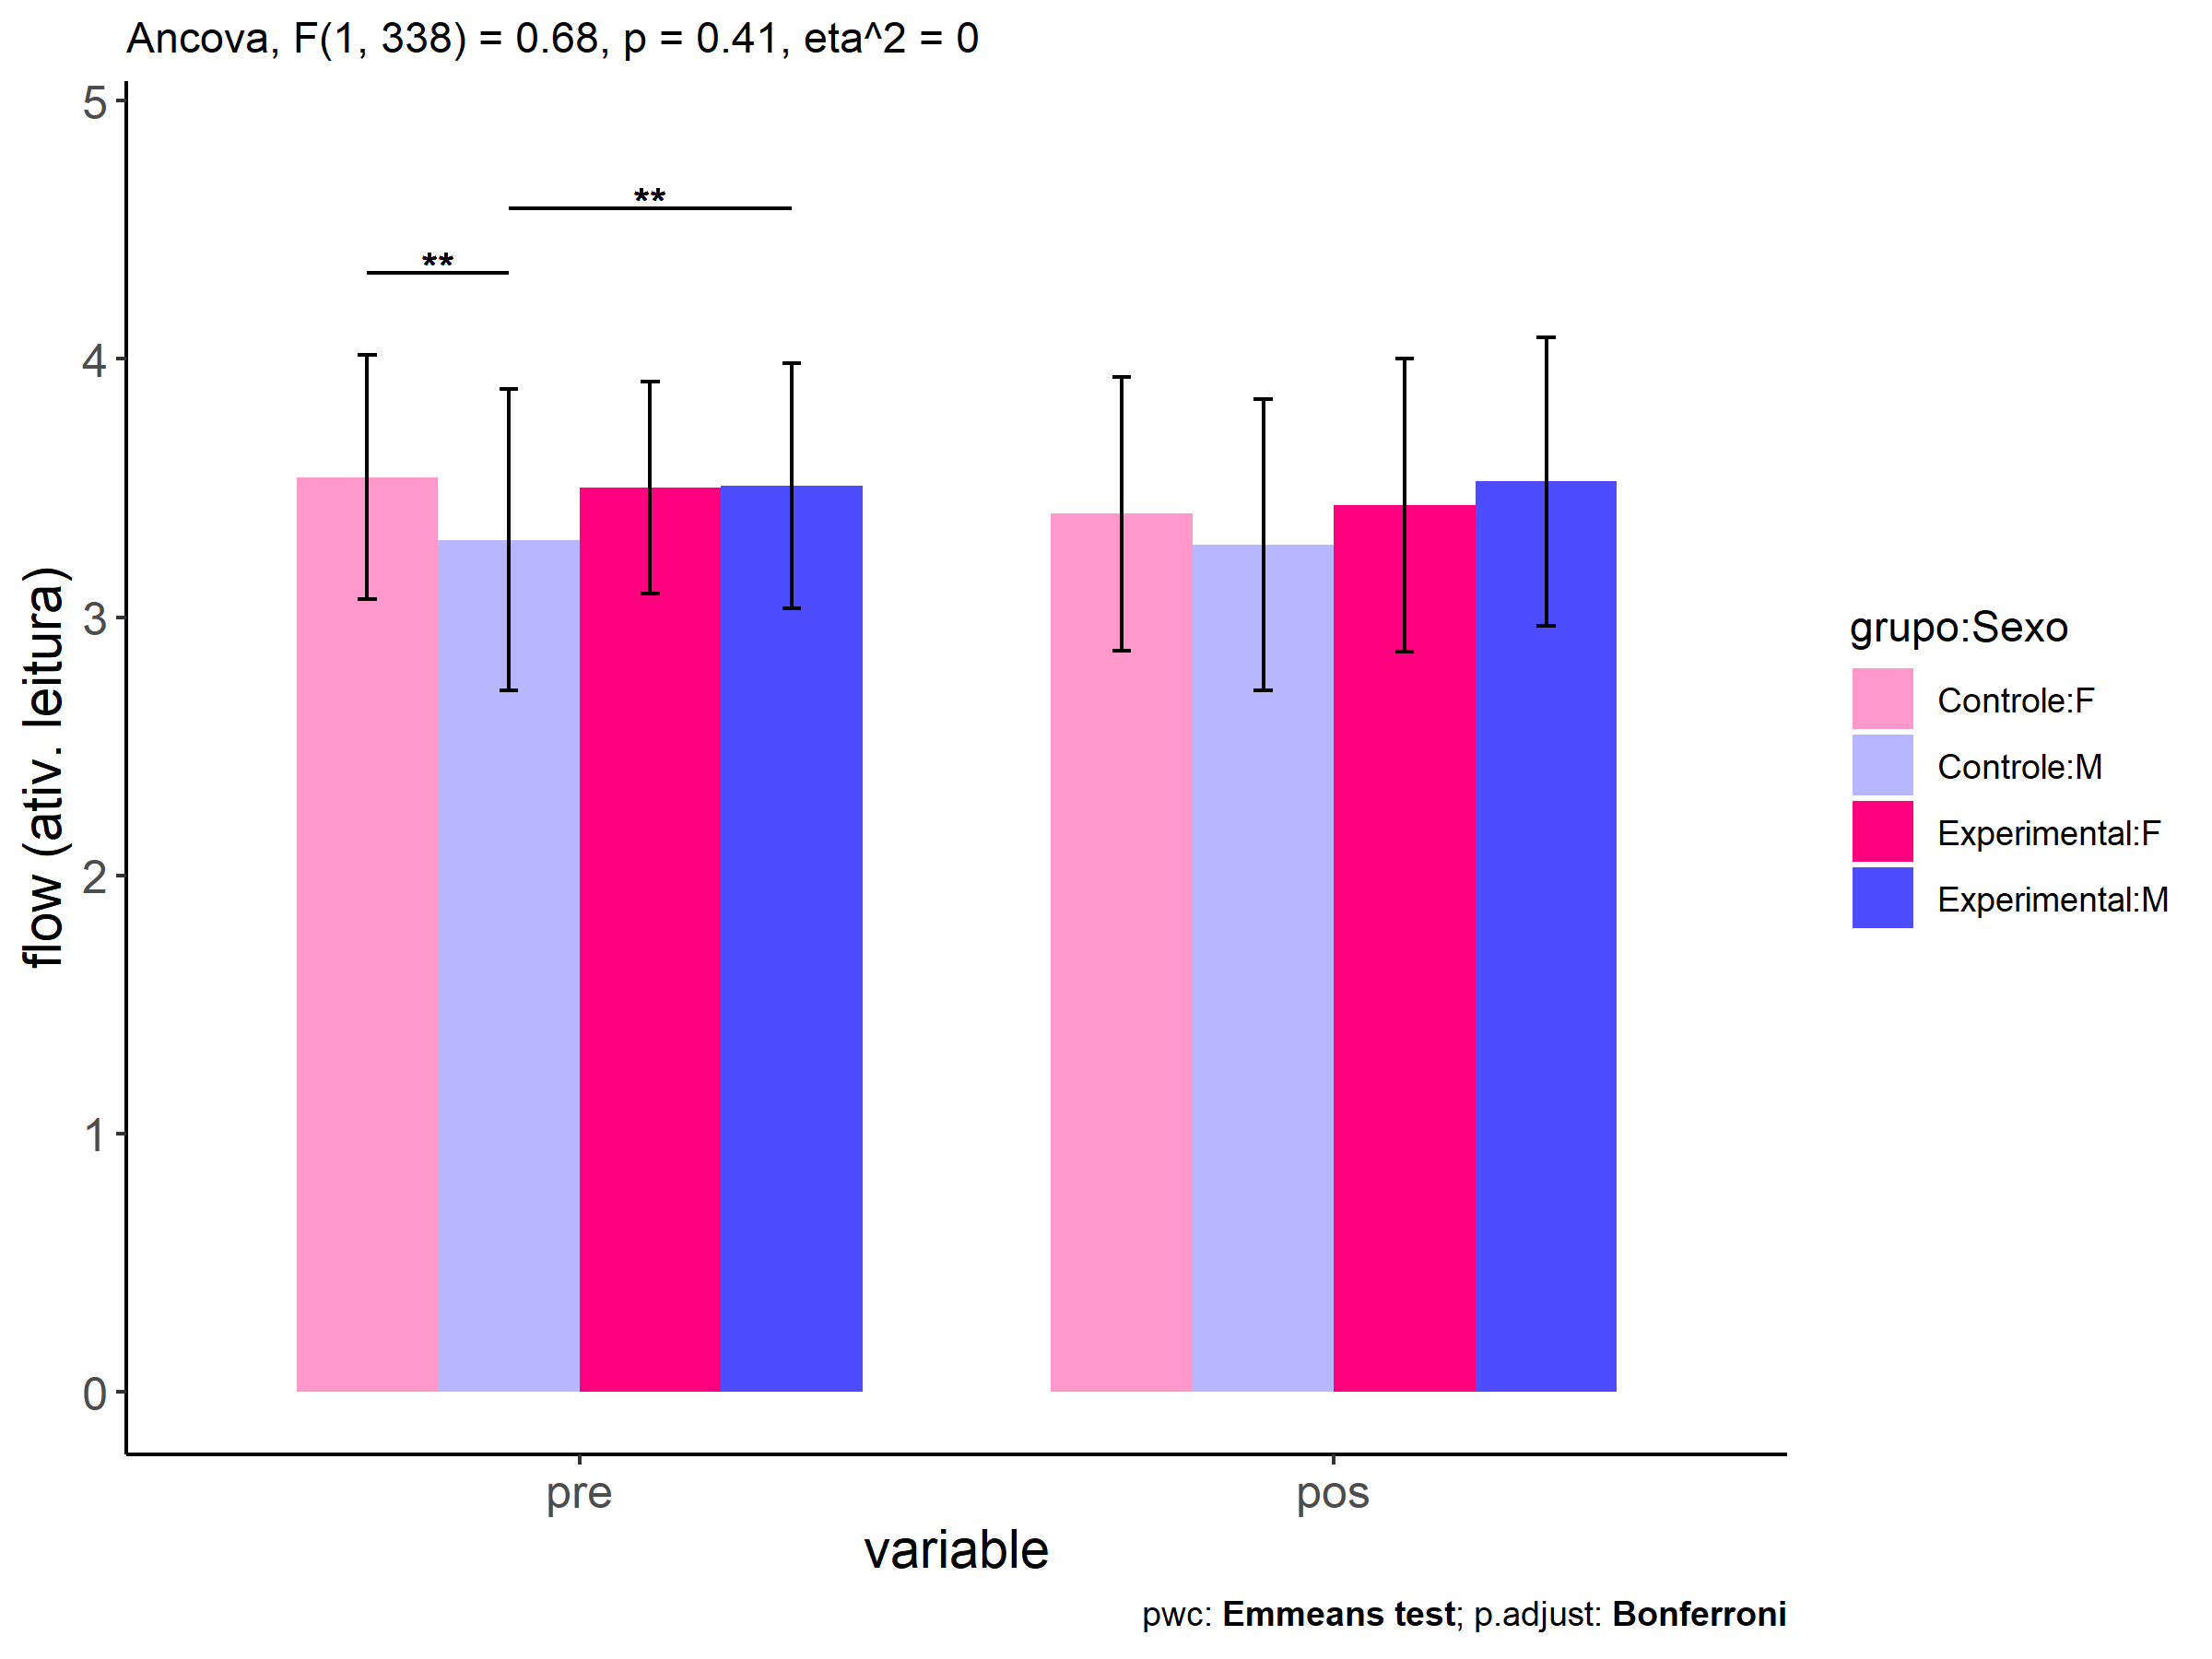 Ancova, F(1, 338) = 0.68, p = 0.41, eta^2 = 0
5
4
3
2
1
0
flow (ativ. leitura)
**
**
pre
pos
variable
grupo:Sexo
Controle:F
Controle:M
Experimental:F
Experimental:M
pwc: Emmeans test; p.adjust: Bonferroni